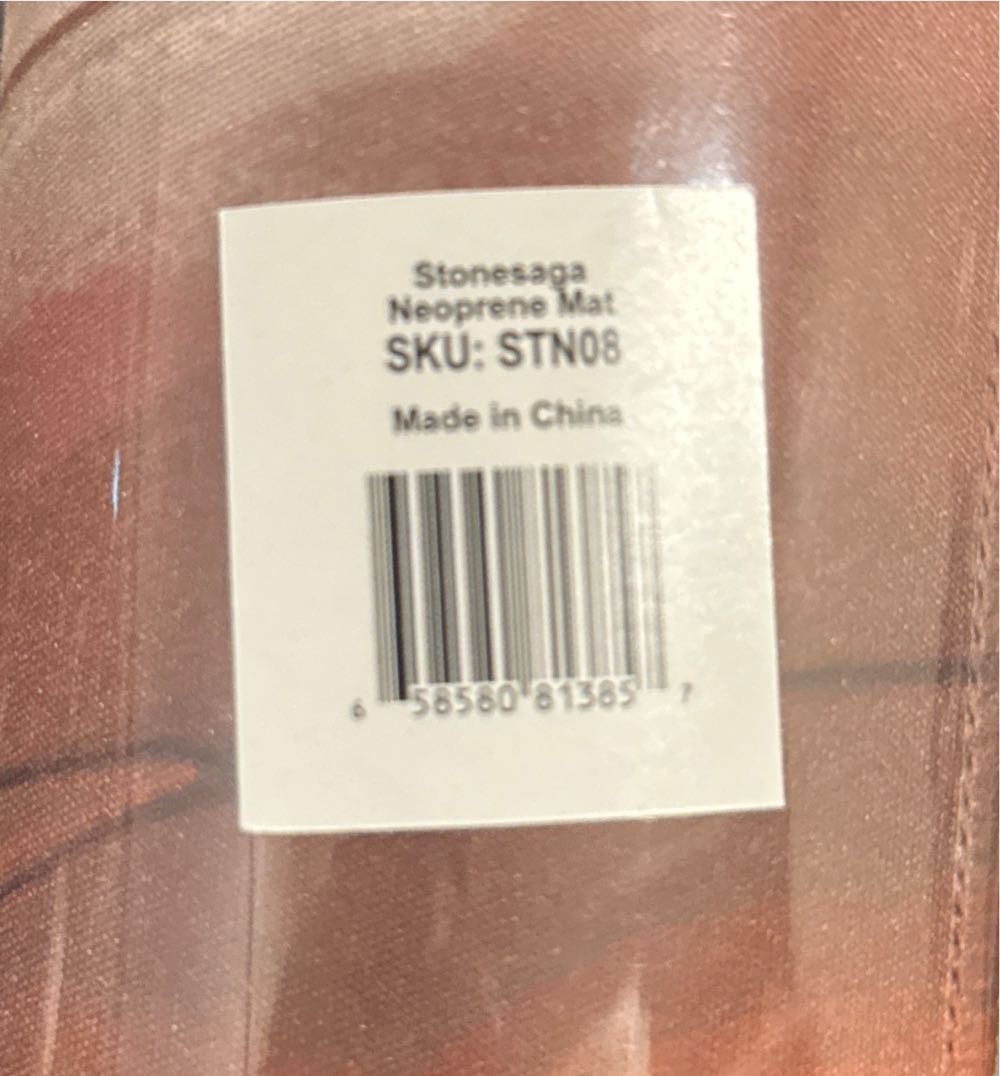 Stonesaga
Neoprene Mat
SKU: STN08
Made in China
6 58580 81385 7